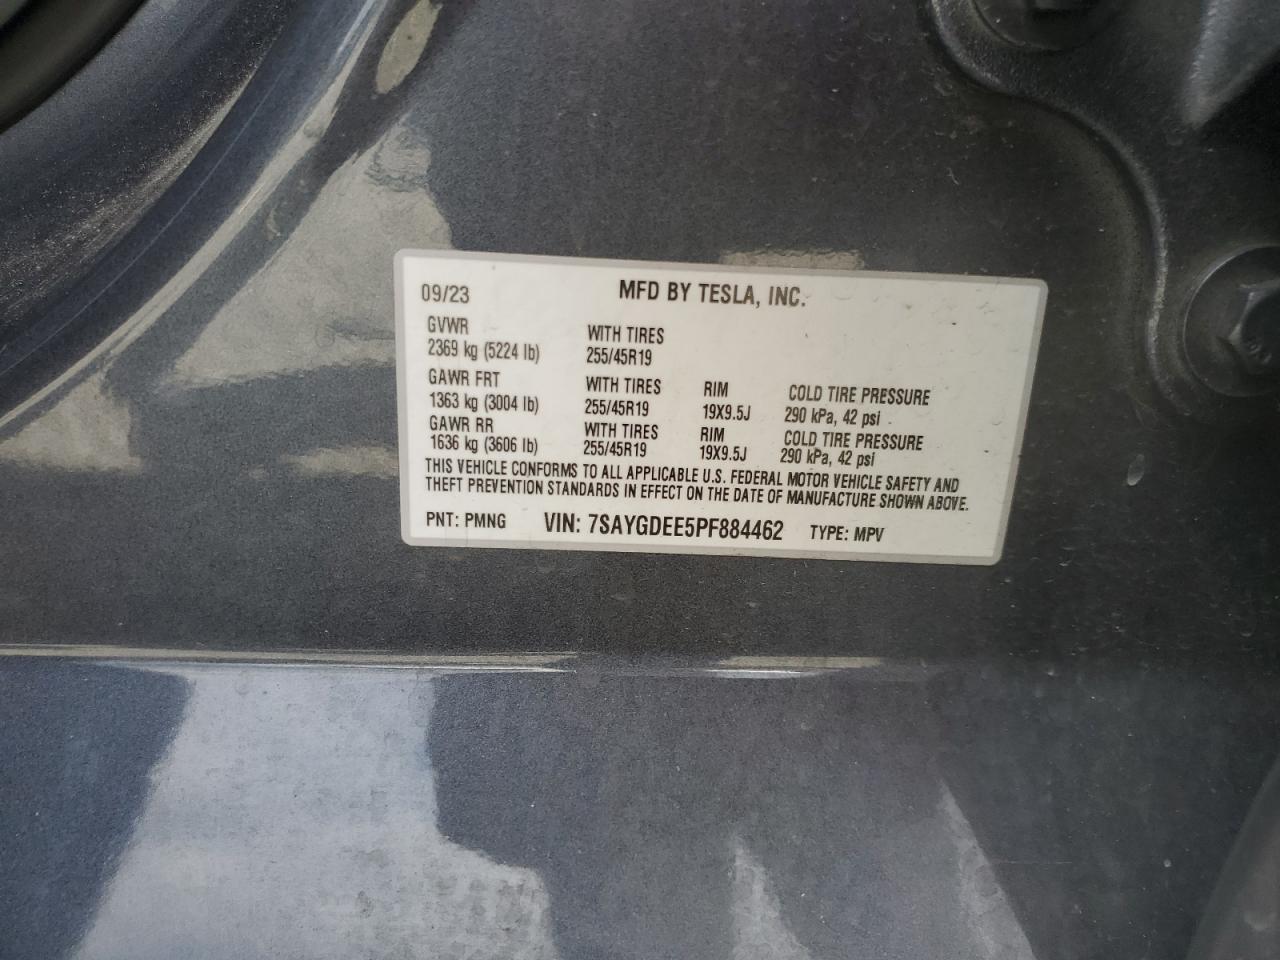 09/23 MFD BY TESLA, INC.
GVWR WITH TIRES
2369 kg (5224 lb) 255/45R19
GAWR FRT WITH TIRES RIM COLD TIRE PRESSURE
1363 kg (3004 lb) 255/45R19 19X9.5J 290 kPa, 42 psi
GAWR RR WITH TIRES RIM COLD TIRE PRESSURE
1636 kg (3606 lb) 255/45R19 19X9.5J 290 kPa, 42 psi
THIS VEHICLE CONFORMS TO ALL APPLICABLE U.S. FEDERAL MOTOR VEHICLE SAFETY AND
THEFT PREVENTION STANDARDS IN EFFECT ON THE DATE OF MANUFACTURE SHOWN ABOVE.
PNT: PMNG VIN: 7SAYGDEE5PF884462 TYPE: MPV